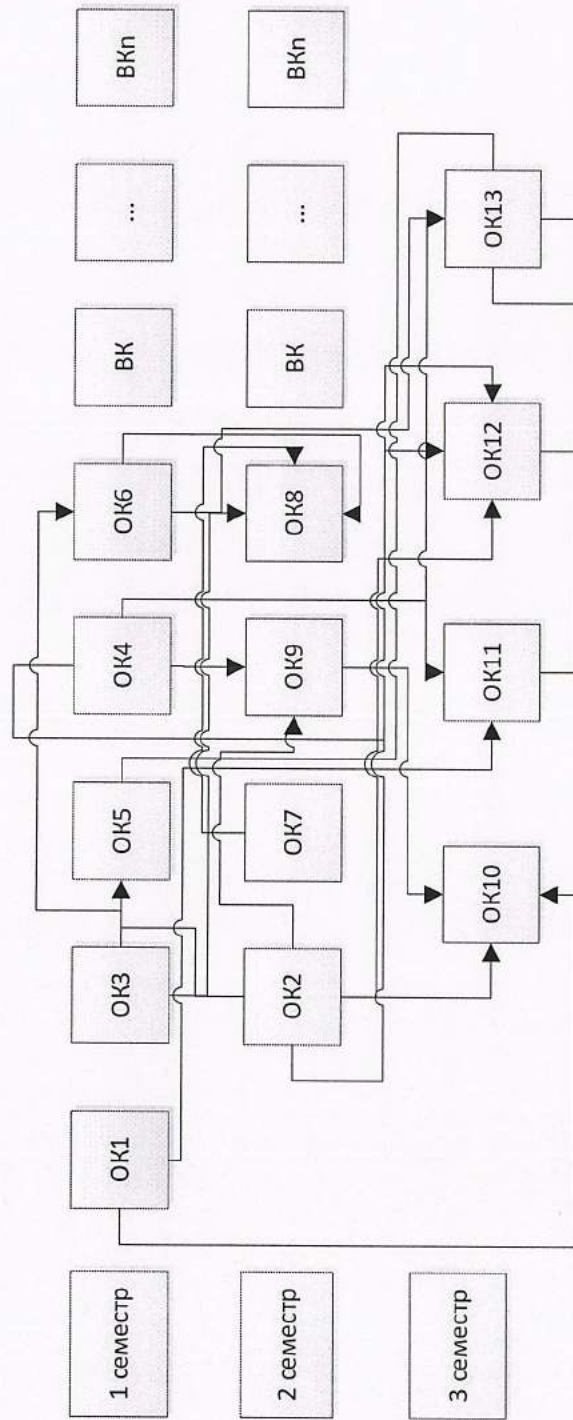 1 семестр
ОК1
ОК3
ОК5
ОК4
ОК6
ВК
...
ВКn
2 семестр
ОК2
ОК7
ОК9
ОК8
ВК
...
ВКn
3 семестр
ОК10
ОК11
ОК12
ОК13